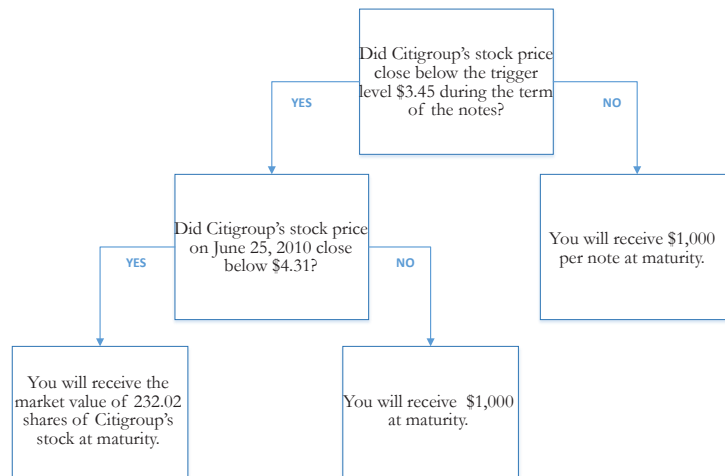 Did Citigroup’s stock price
close below the trigger
level $3.45 during the term
of the notes?
YES
NO
Did Citigroup’s stock price
on June 25, 2010 close
below $4.31?
You will receive $1,000
per note at maturity.
YES
NO
You will receive the
market value of 232.02
shares of Citigroup’s
stock at maturity.
You will receive $1,000
at maturity.